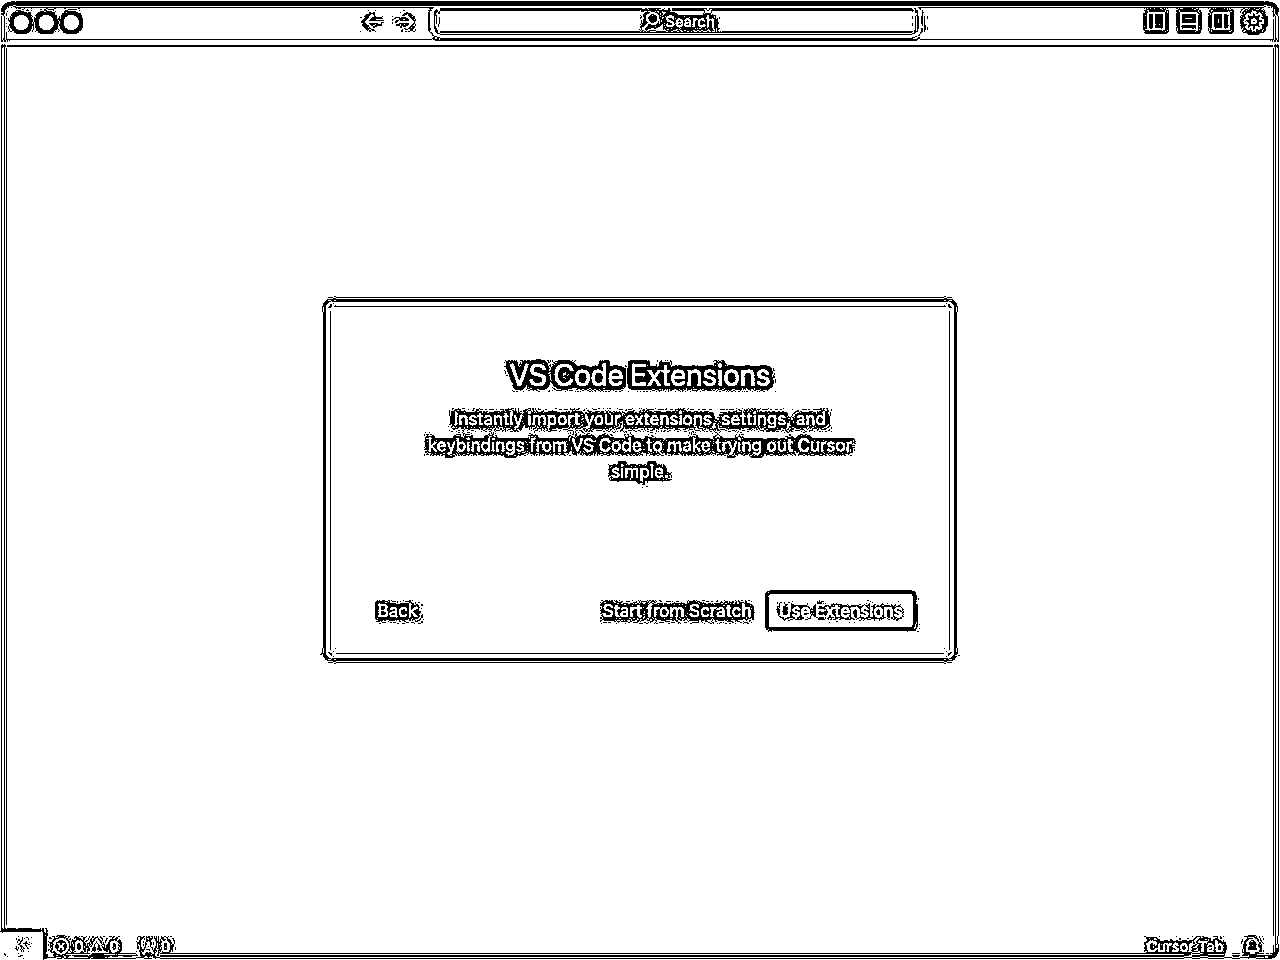 Search
VS Code Extensions
Instantly import your extensions, settings, and
keybindings from VS Code to make trying out Cursor
simple.
Back
Start from Scratch
Use Extensions
0 0 0
Cursor Tab